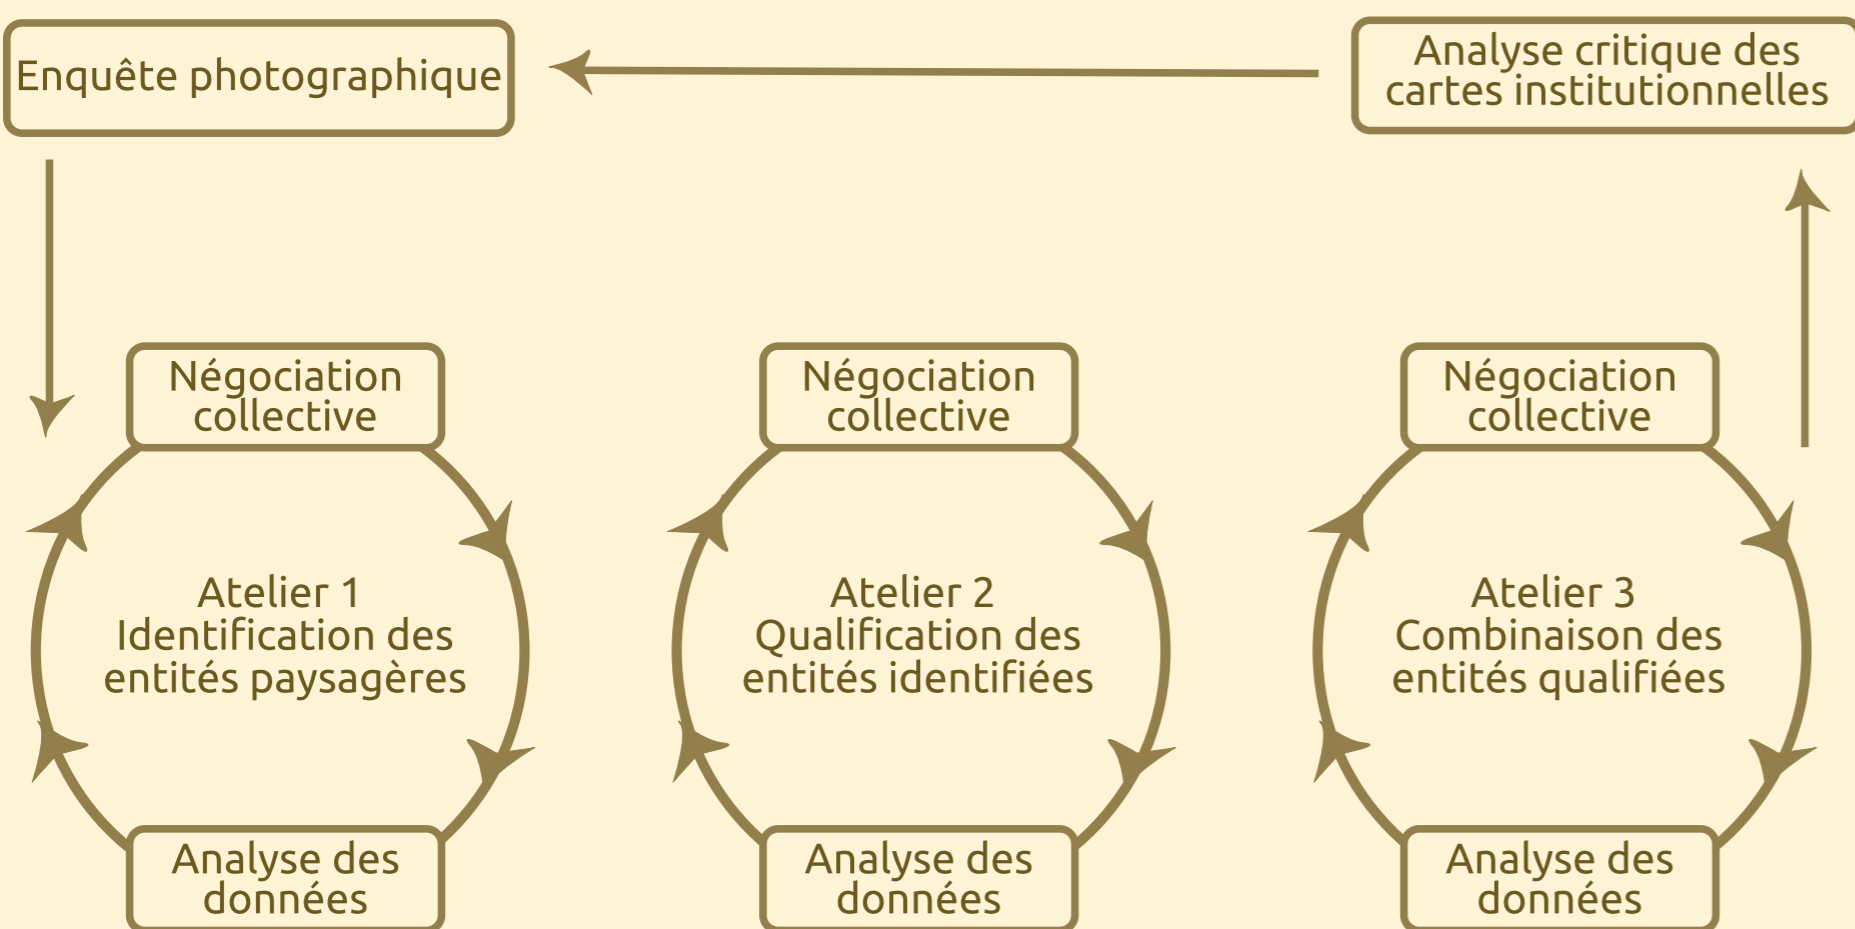 Enquête photographique
Analyse critique des
cartes institutionnelles
Négociation
collective
Atelier 1
Identification des
entités paysagères
Analyse des
données
Négociation
collective
Atelier 2
Qualification des
entités identifiées
Analyse des
données
Négociation
collective
Atelier 3
Combinaison des
entités qualifiées
Analyse des
données